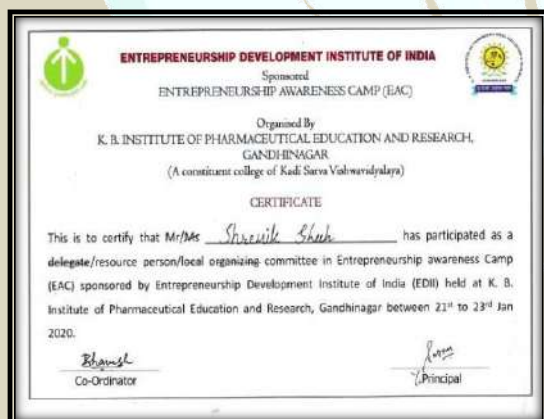 ENTREPRENEURSHIP DEVELOPMENT INSTITUTE OF INDIA
Sponsored
ENTREPRENEURSHIP AWARENESS CAMP (EAC)
Organised By
K. B. INSTITUTE OF PHARMACEUTICAL EDUCATION AND RESEARCH,
GANDHINAGAR
(A constituent college of Kadi Sarva Vishwavidyalaya)
CERTIFICATE
This is to certify that Mr/Ms Shrenik Shah has participated as a
delegate/resource person/local organizing committee in Entrepreneurship awareness Camp
(EAC) sponsored by Entrepreneurship Development Institute of India (EDII) held at K. B.
Institute of Pharmaceutical Education and Research, Gandhinagar between 21st to 23rd Jan
2020.
Bhavesh
Co-Ordinator
Principal